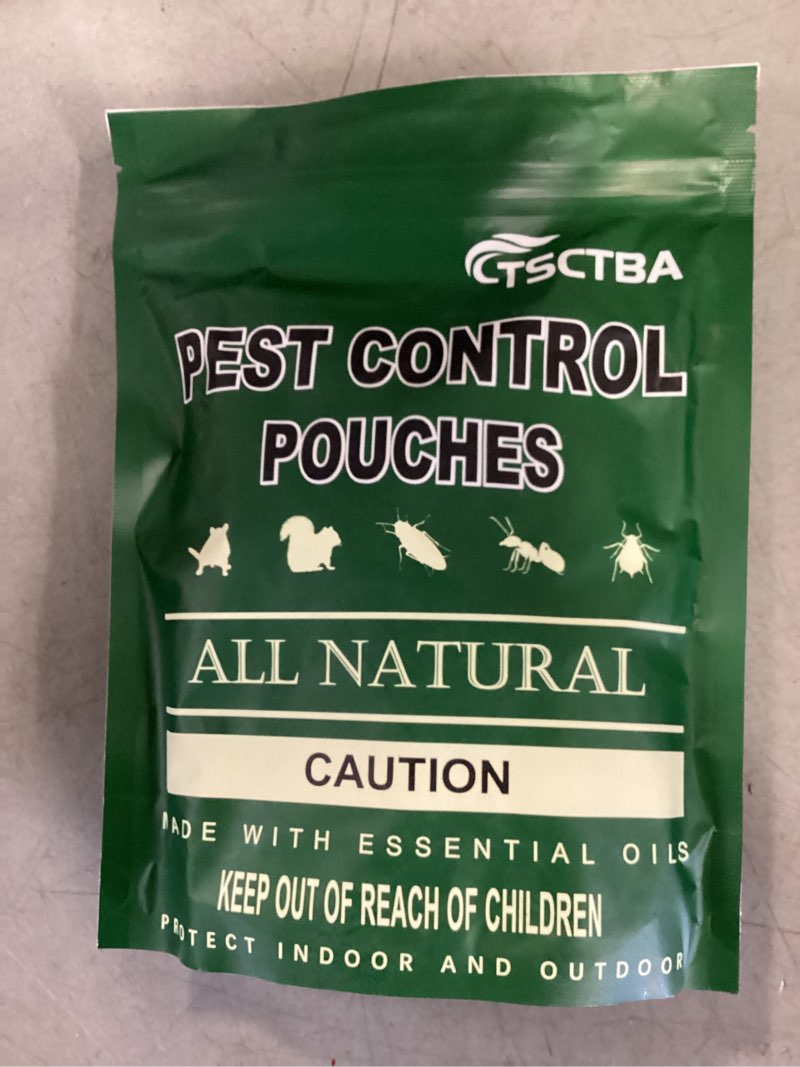 CTSCTBA
PEST CONTROL
POUCHES
ALL NATURAL
CAUTION
MADE WITH ESSENTIAL OILS
KEEP OUT OF REACH OF CHILDREN
PROTECT INDOOR AND OUTDOOR